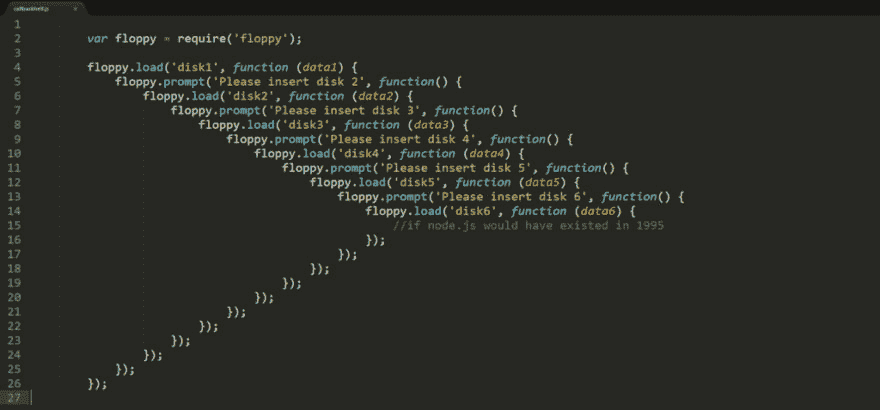 callbackhell.js
1
2 var floppy = require('floppy');
3
4 floppy.load('disk1', function (data1) {
5 floppy.prompt('Please insert disk 2', function() {
6 floppy.load('disk2', function (data2) {
7 floppy.prompt('Please insert disk 3', function() {
8 floppy.load('disk3', function (data3) {
9 floppy.prompt('Please insert disk 4', function() {
10 floppy.load('disk4', function (data4) {
11 floppy.prompt('Please insert disk 5', function() {
12 floppy.load('disk5', function (data5) {
13 floppy.prompt('Please insert disk 6', function() {
14 floppy.load('disk6', function (data6) {
15 //if node.js would have existed in 1995
16 });
17 });
18 });
19 });
20 });
21 });
22 });
23 });
24 });
25 });
26 });
27